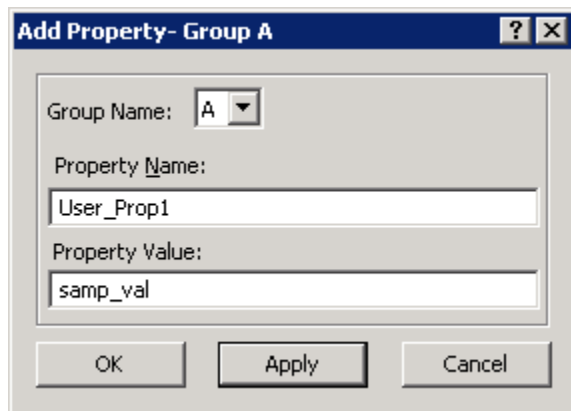 Add Property- Group A
Group Name: A
Property Name:
User_Prop1
Property Value:
samp_val
OK Apply Cancel